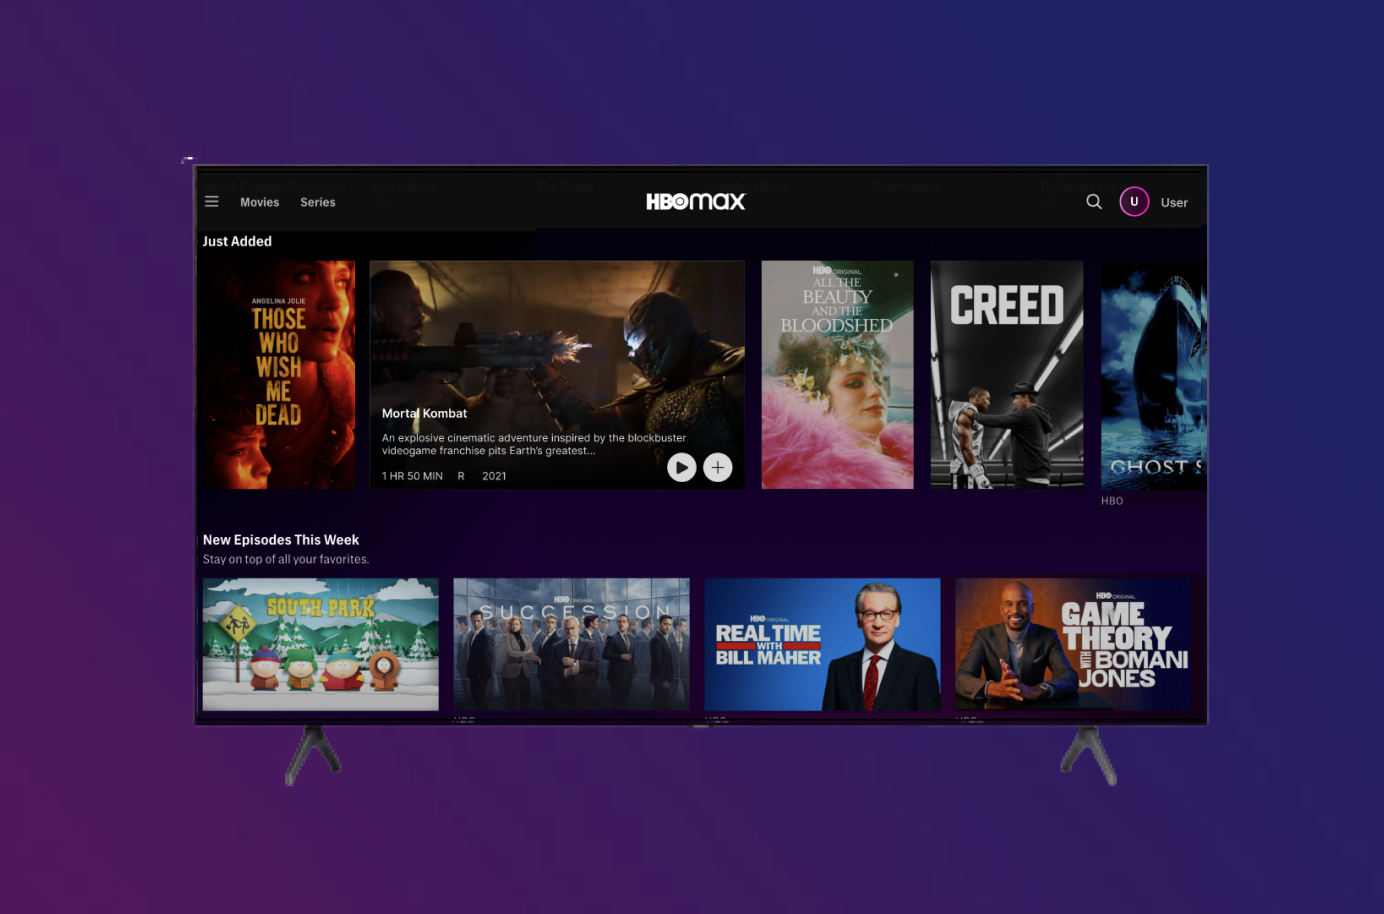 Movies Series HBOmax U User
Just Added
ANGELINA JOLIE
THOSE
WHO
WISH
ME
DEAD
Mortal Kombat
An explosive cinematic adventure inspired by the blockbuster
videogame franchise pits Earth's greatest...
1 HR 50 MIN R 2021
HBO ORIGINAL
ALL THE
BEAUTY
AND THE
BLOODSHED
CREED
GHOST S
HBO
New Episodes This Week
Stay on top of all your favorites.
SOUTH PARK
HBO ORIGINAL
SUCCESSION
HBO ORIGINAL
REAL TIME
WITH
BILL MAHER
HBO ORIGINAL
GAME
THEORY
WITH BOMANI
JONES